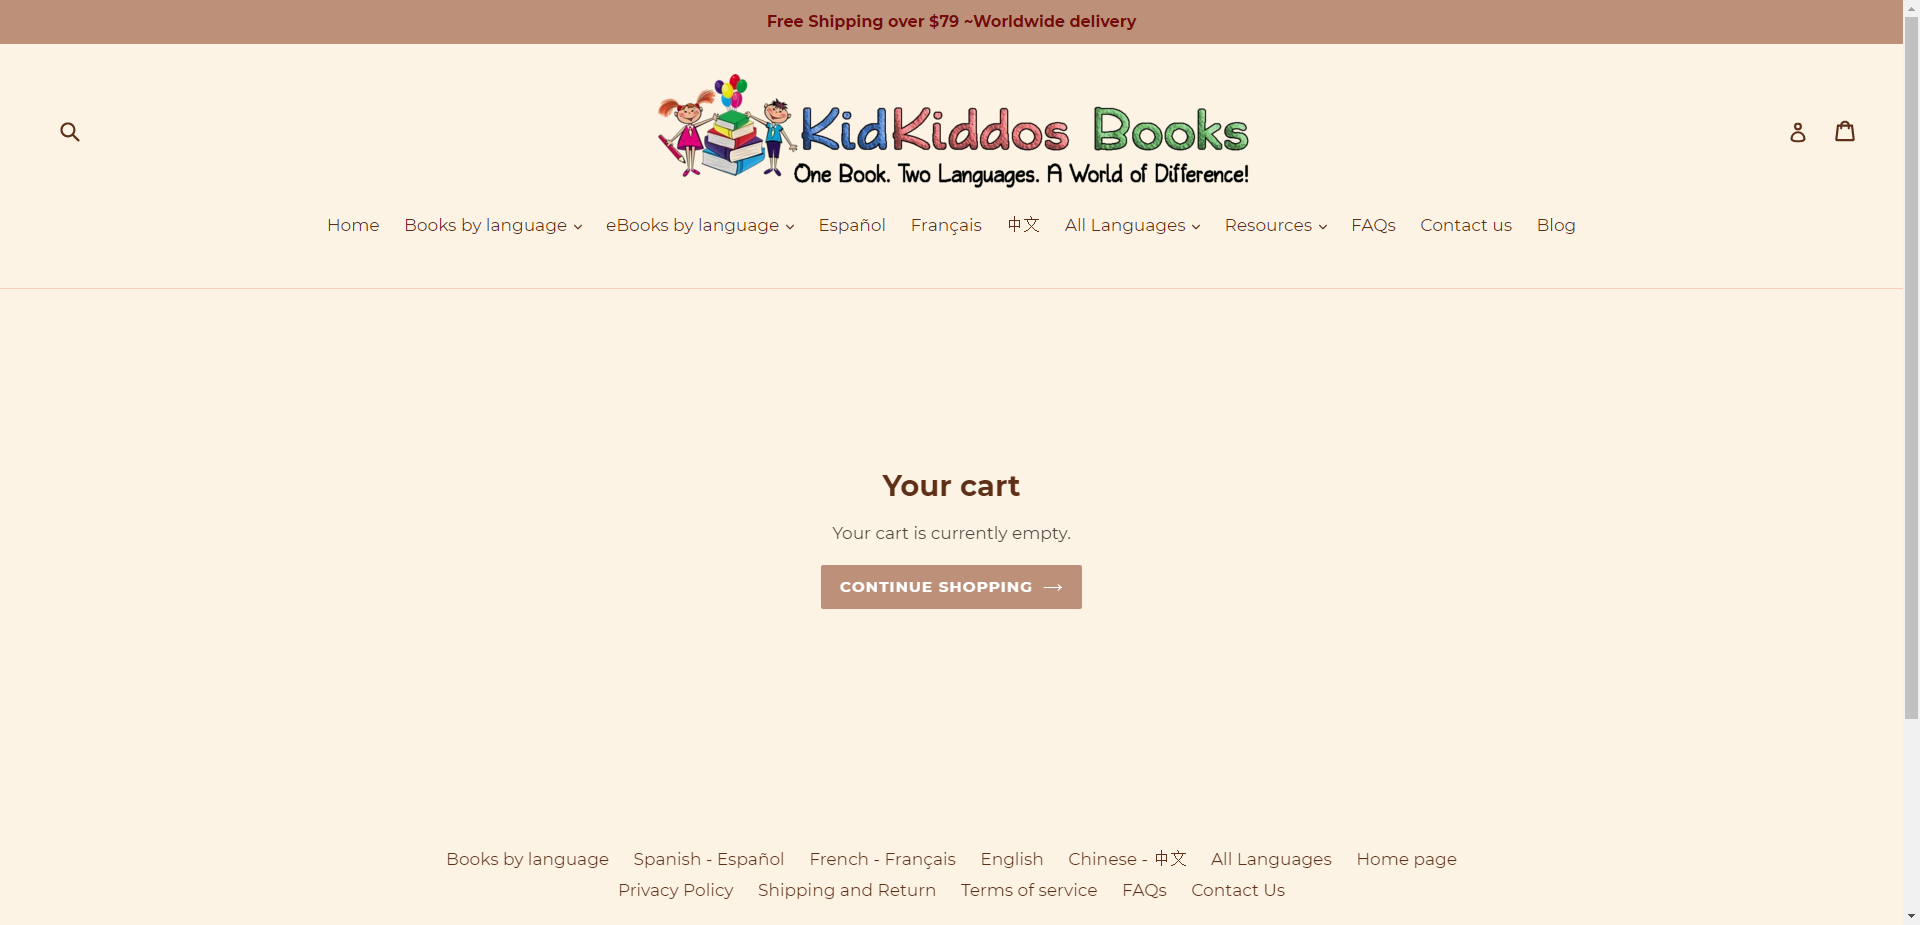 Free Shipping over $79 ~Worldwide delivery
KidKiddos Books
One Book. Two Languages. A World of Difference!
Home Books by language eBooks by language Español Français 中文 All Languages Resources FAQs Contact us Blog
Your cart
Your cart is currently empty.
CONTINUE SHOPPING
Books by language Spanish - Español French - Français English Chinese - 中文 All Languages Home page
Privacy Policy Shipping and Return Terms of service FAQs Contact Us